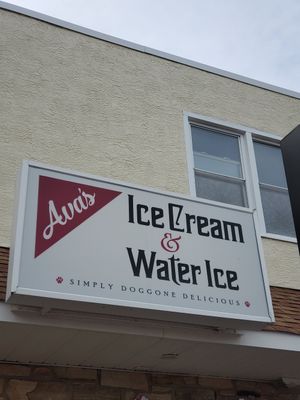 Ava's
Ice Cream
&
Water Ice
SIMPLY DOGGONE DELICIOUS